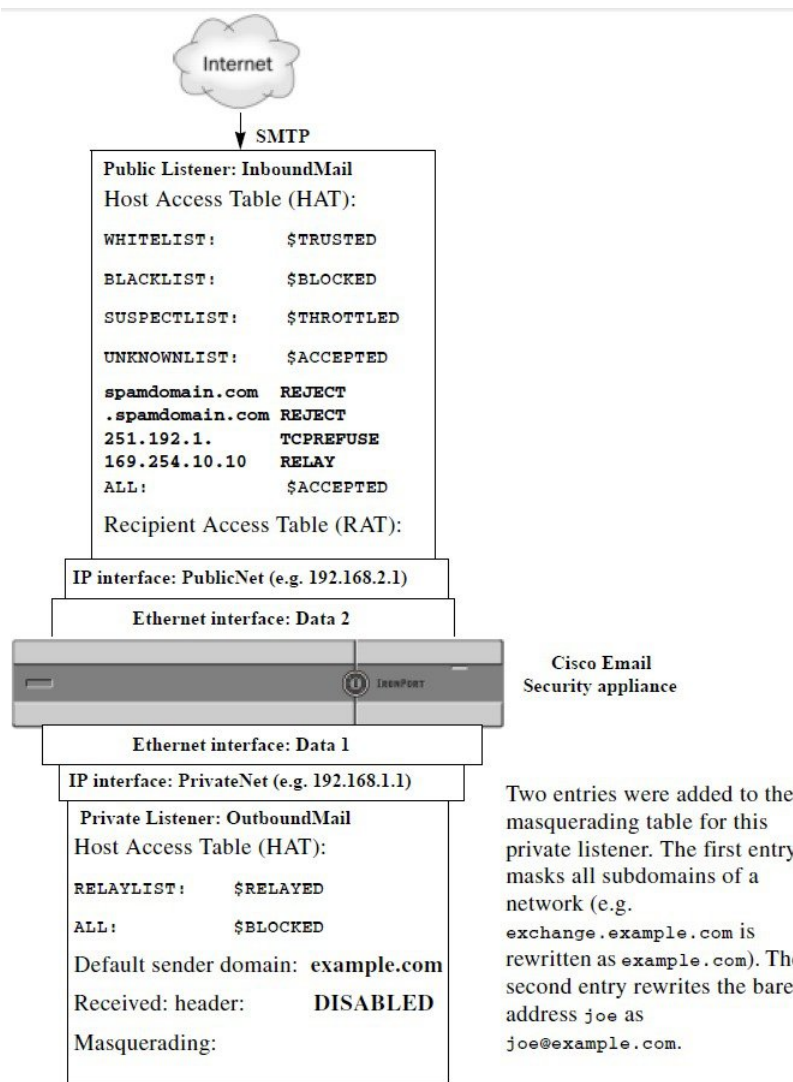 Internet
SMTP
Public Listener: InboundMail
Host Access Table (HAT):
WHITELIST: $TRUSTED
BLACKLIST: $BLOCKED
SUSPECTLIST: $THROTTLED
UNKNOWNLIST: $ACCEPTED
spamdomain.com REJECT
.spamdomain.com REJECT
251.192.1. TCPREFUSE
169.254.10.10 RELAY
ALL: $ACCEPTED
Recipient Access Table (RAT):
IP interface: PublicNet (e.g. 192.168.2.1)
Ethernet interface: Data 2
IRONPORT
Cisco Email
Security appliance
Ethernet interface: Data 1
IP interface: PrivateNet (e.g. 192.168.1.1)
Private Listener: OutboundMail
Host Access Table (HAT):
RELAYLIST: $RELAYED
ALL: $BLOCKED
Default sender domain: example.com
Received: header: DISABLED
Masquerading:
Two entries were added to the
masquerading table for this
private listener. The first entry
masks all subdomains of a
network (e.g.
exchange.example.com is
rewritten as example.com). The
second entry rewrites the bare
address joe as
joe@example.com.